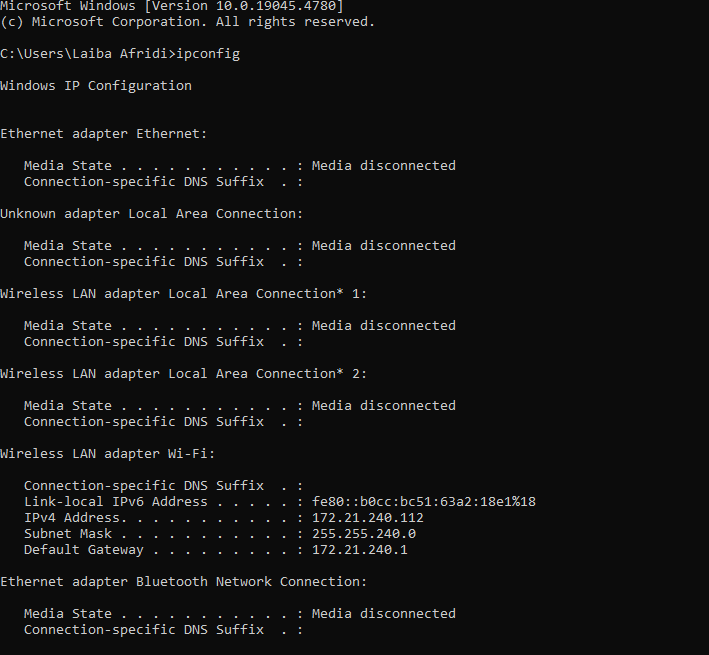 Microsoft Windows [Version 10.0.19045.4780]
(c) Microsoft Corporation. All rights reserved.
C:\Users\Laiba Afridi>ipconfig
Windows IP Configuration
Ethernet adapter Ethernet:
   Media State . . . . . . . . . . . : Media disconnected
   Connection-specific DNS Suffix  . :
Unknown adapter Local Area Connection:
   Media State . . . . . . . . . . . : Media disconnected
   Connection-specific DNS Suffix  . :
Wireless LAN adapter Local Area Connection* 1:
   Media State . . . . . . . . . . . : Media disconnected
   Connection-specific DNS Suffix  . :
Wireless LAN adapter Local Area Connection* 2:
   Media State . . . . . . . . . . . : Media disconnected
   Connection-specific DNS Suffix  . :
Wireless LAN adapter Wi-Fi:
   Connection-specific DNS Suffix  . :
   Link-local IPv6 Address . . . . . : fe80::b0cc:bc51:63a2:18e1%18
   IPv4 Address. . . . . . . . . . . : 172.21.240.112
   Subnet Mask . . . . . . . . . . . : 255.255.240.0
   Default Gateway . . . . . . . . . : 172.21.240.1
Ethernet adapter Bluetooth Network Connection:
   Media State . . . . . . . . . . . : Media disconnected
   Connection-specific DNS Suffix  . :